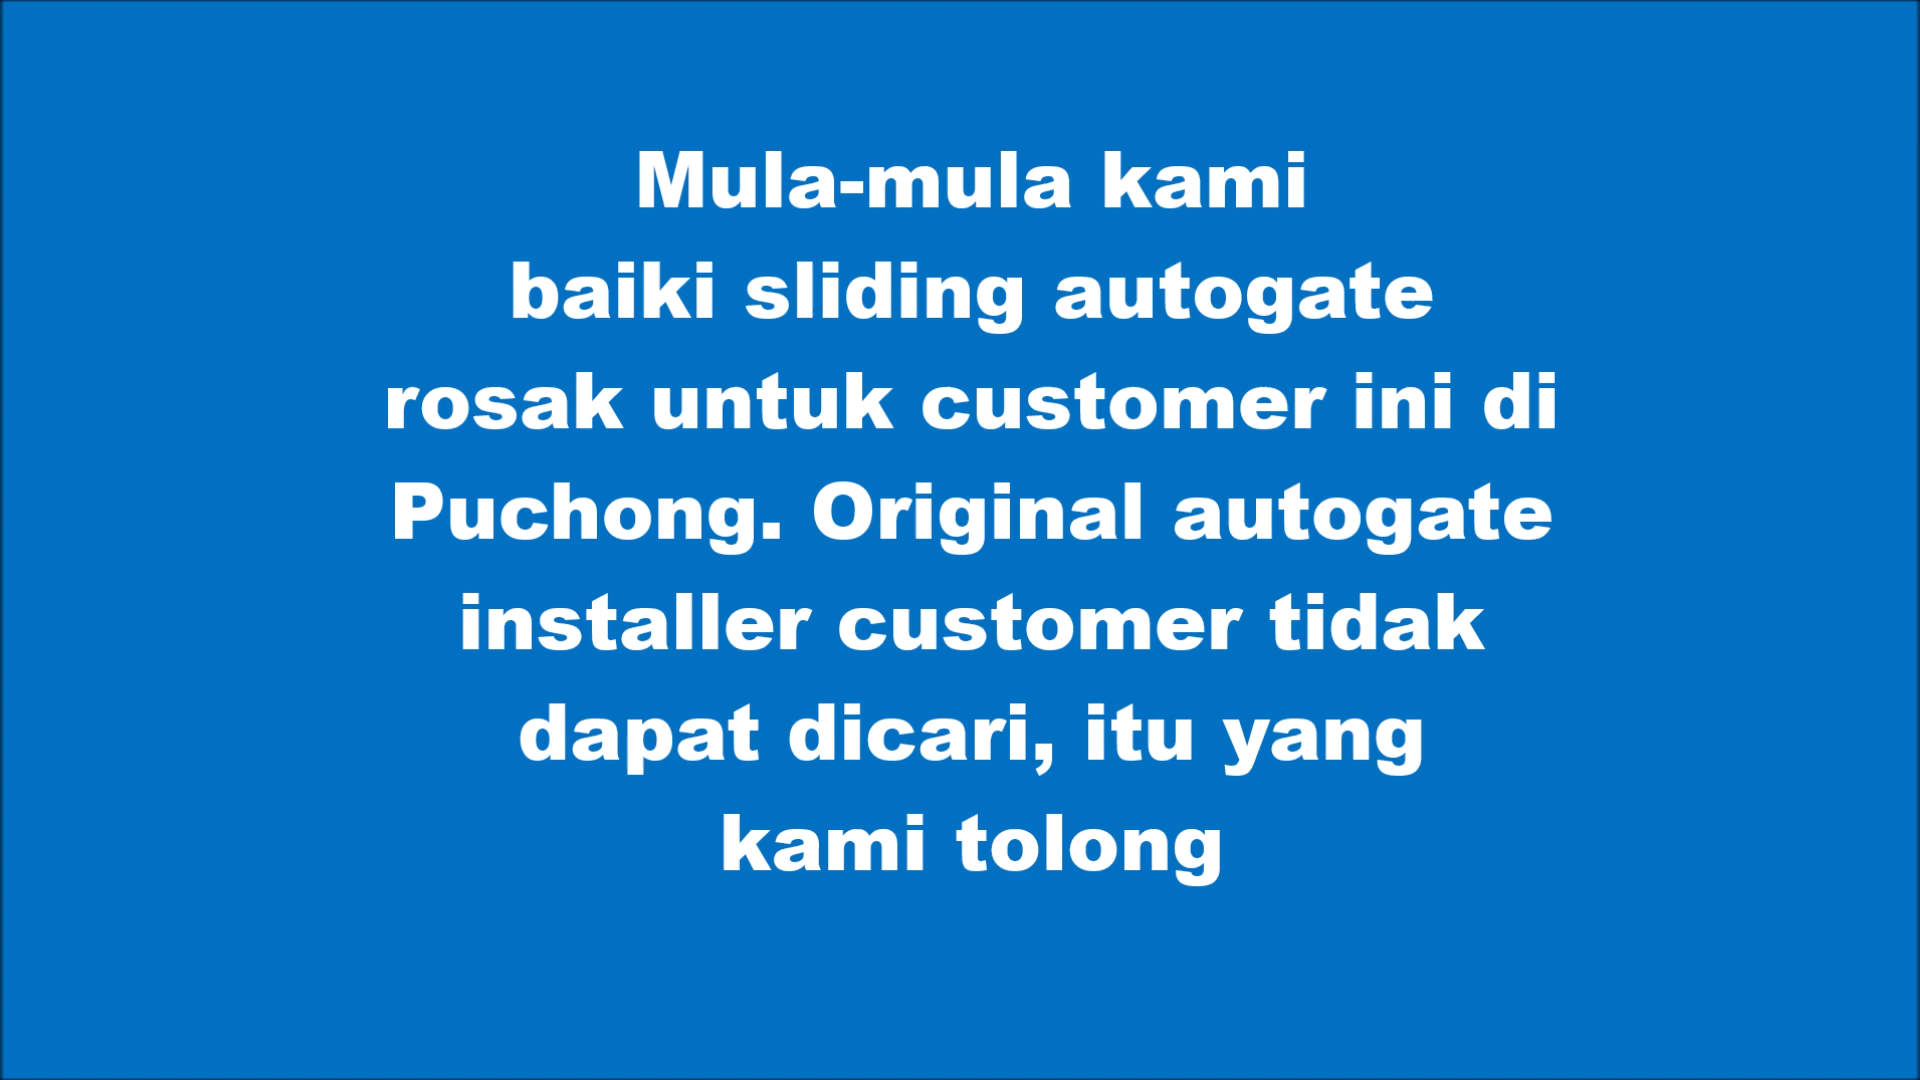 Mula-mula kami
baiki sliding autogate
rosak untuk customer ini di
Puchong. Original autogate
installer customer tidak
dapat dicari, itu yang
kami tolong